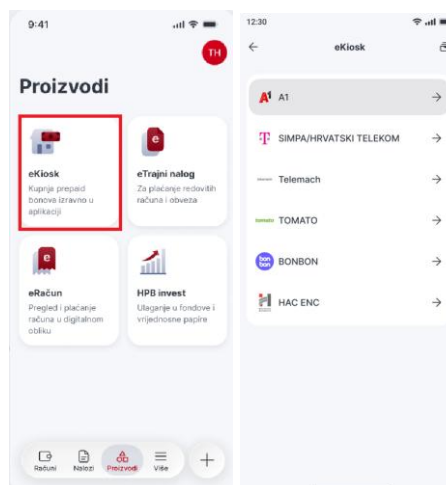 9:41
TH
Proizvodi
eKiosk
Kupnja prepaid
bonova izravno u
aplikaciji
eTrajni nalog
Za plaćanje redovitih
računa i obveza
eRačun
Pregled i plaćanje
računa u digitalnom
obliku
HPB invest
Ulaganje u fondove i
vrijednosne papire
Računi
Nalozi
Proizvodi
Više
12:30
eKiosk
A1 A1
SIMPA/HRVATSKI TELEKOM
Telemach
TOMATO
bon bon BONBON
HAC ENC